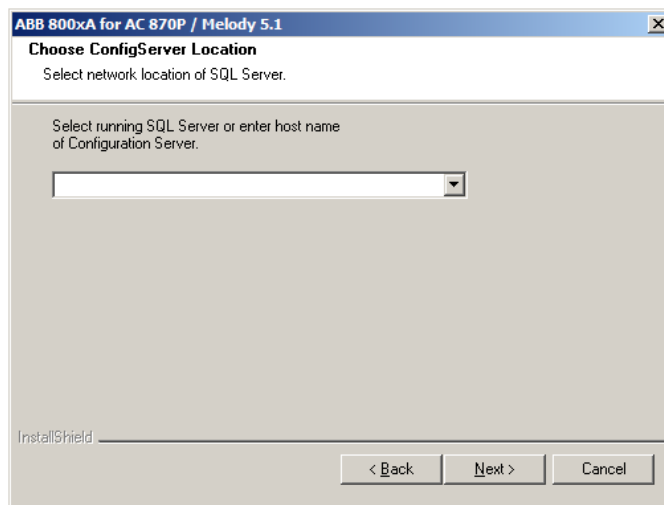 ABB 800xA for AC 870P / Melody 5.1
Choose ConfigServer Location
Select network location of SQL Server.
Select running SQL Server or enter host name
of Configuration Server.
InstallShield
< Back
Next >
Cancel